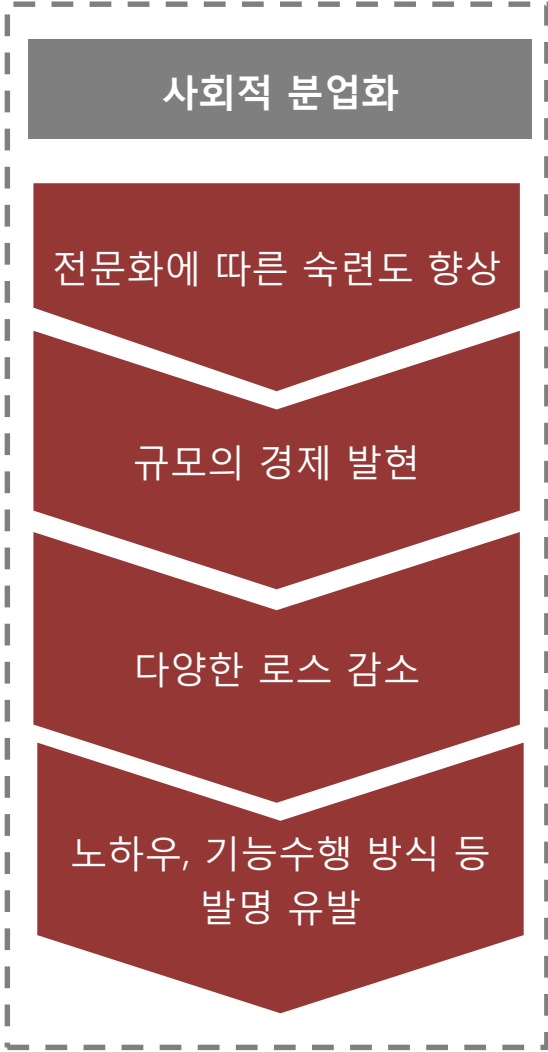 사회적 분업화
전문화에 따른 숙련도 향상
규모의 경제 발현
다양한 로스 감소
노하우, 기능수행 방식 등
발명 유발